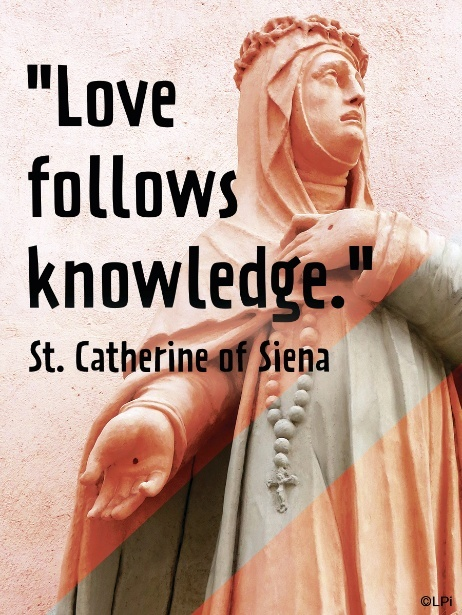 "Love
follows
knowledge."
St. Catherine of Siena
©LPi